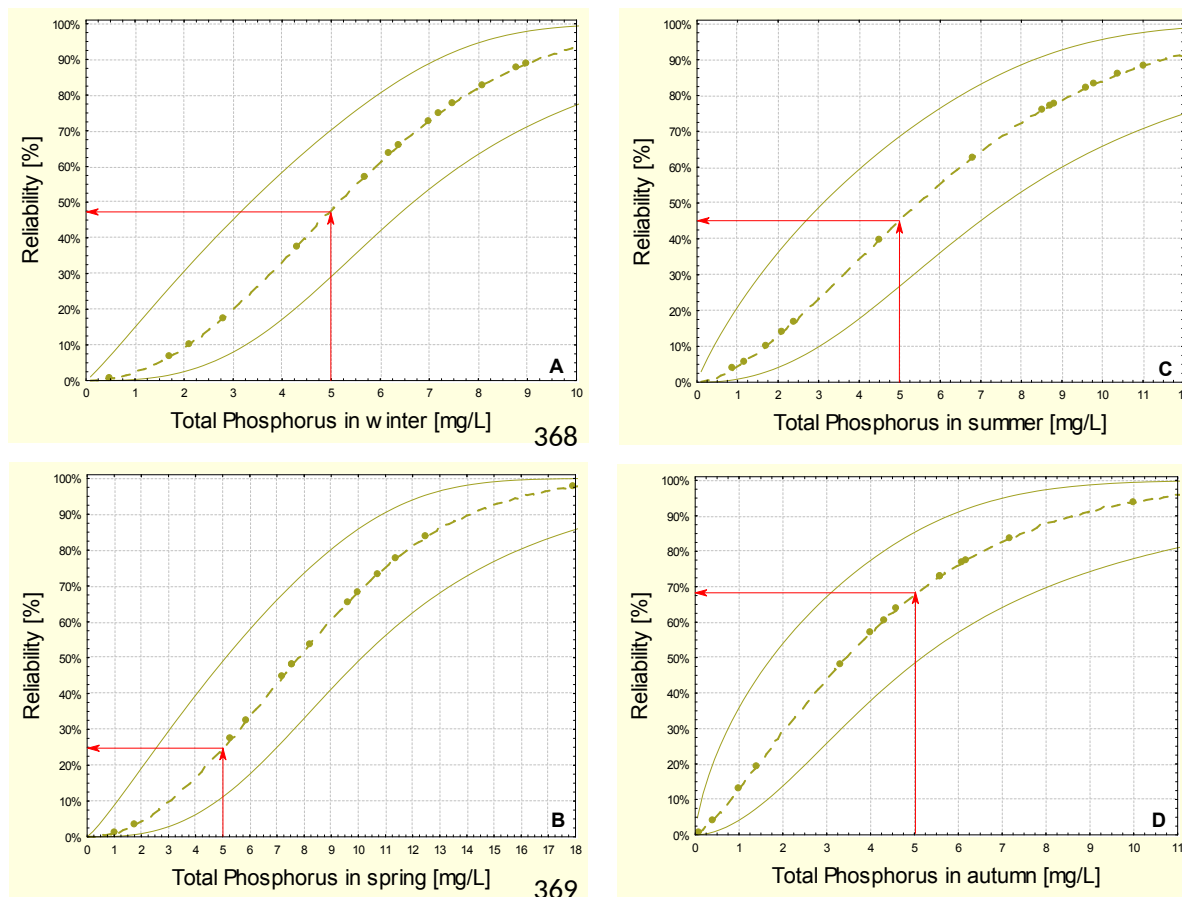 100%
90%
80%
70%
60%
50%
40%
30%
20%
10%
0%
Reliability [%]
A
0 1 2 3 4 5 6 7 8 9 10
Total Phosphorus in winter [mg/L]
368
100%
90%
80%
70%
60%
50%
40%
30%
20%
10%
0%
Reliability [%]
C
0 1 2 3 4 5 6 7 8 9 10 11 12
Total Phosphorus in summer [mg/L]
100%
90%
80%
70%
60%
50%
40%
30%
20%
10%
0%
Reliability [%]
B
0 1 2 3 4 5 6 7 8 9 10 11 12 13 14 15 16 17 18
Total Phosphorus in spring [mg/L]
369
100%
90%
80%
70%
60%
50%
40%
30%
20%
10%
0%
Reliability [%]
D
0 1 2 3 4 5 6 7 8 9 10 11
Total Phosphorus in autumn [mg/L]